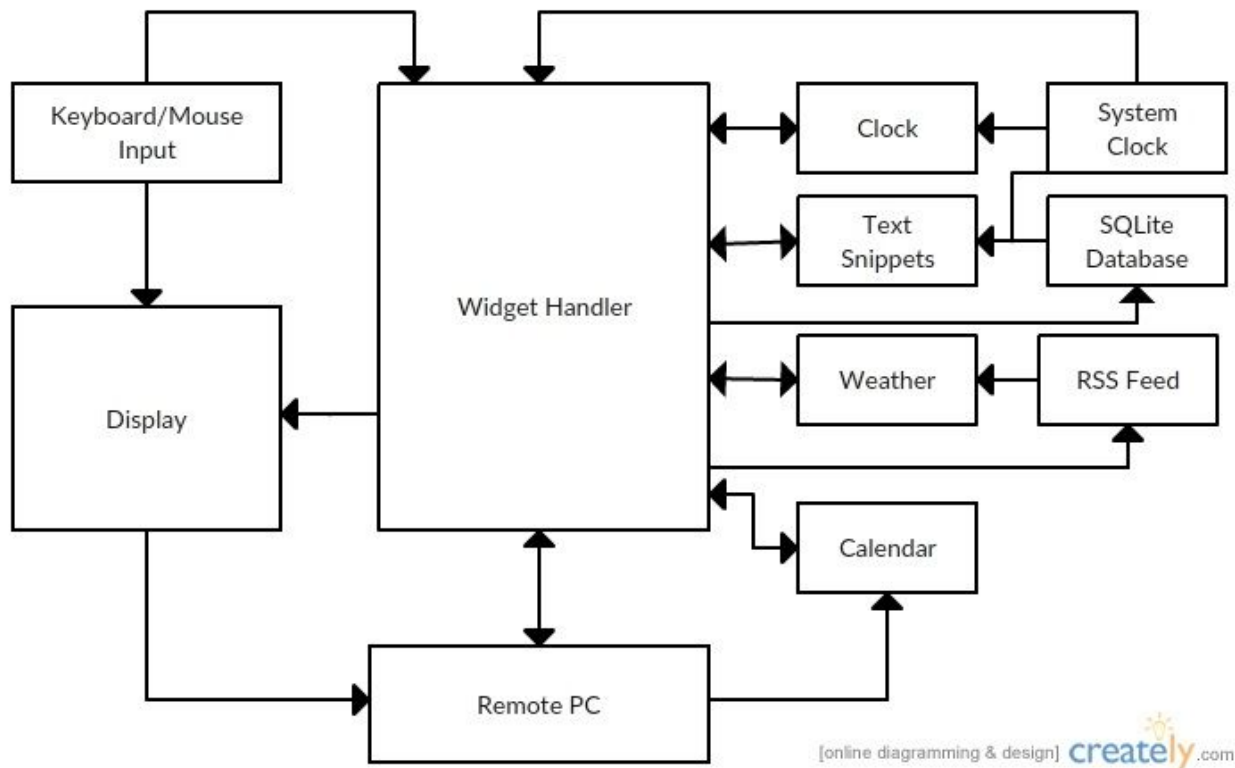 Keyboard/Mouse
Input
Clock
System
Clock
Text
Snippets
SQLite
Database
Widget Handler
Weather
RSS Feed
Display
Calendar
Remote PC
[online diagramming & design] creately.com